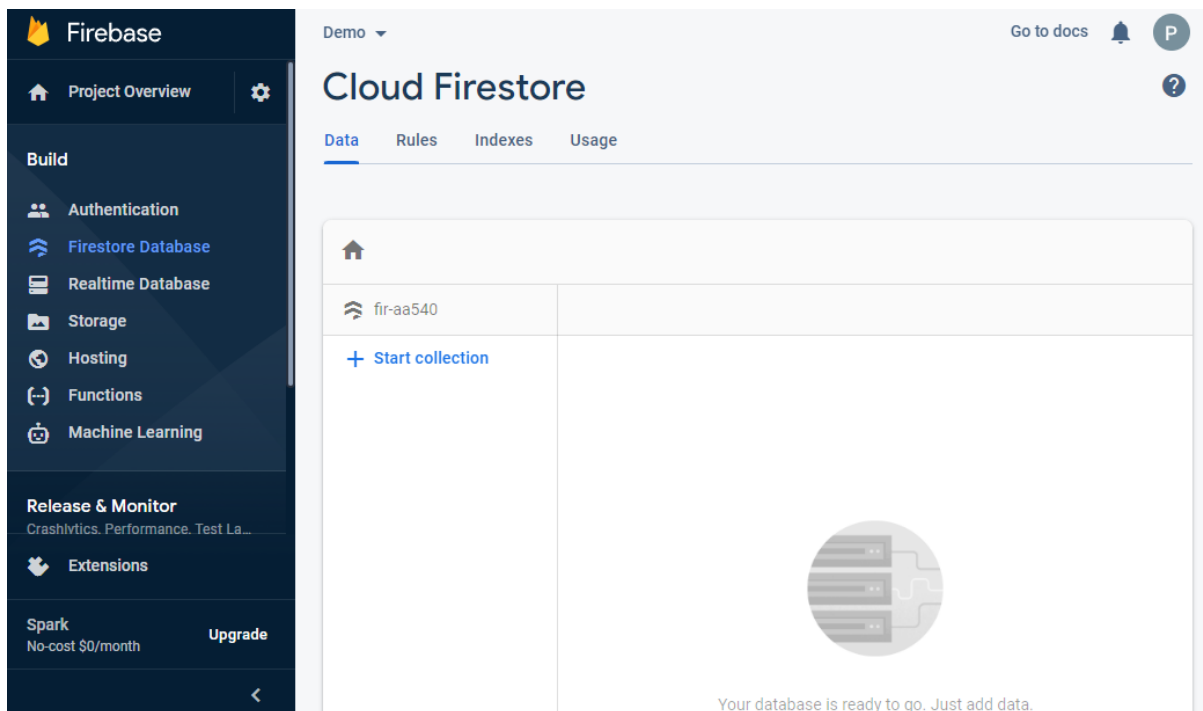 Firebase
Project Overview
Build
Authentication
Firestore Database
Realtime Database
Storage
Hosting
Functions
Machine Learning
Release & Monitor
Crashlytics, Performance, Test La...
Extensions
Spark
No-cost $0/month
Upgrade
Demo
Go to docs
P
Cloud Firestore
?
Data Rules Indexes Usage
fir-aa540
+ Start collection
Your database is ready to go. Just add data.